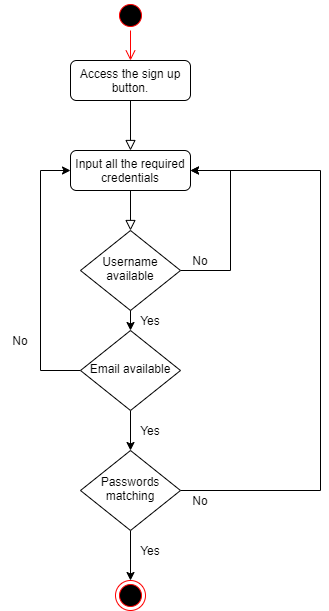 Access the sign up
button.
Input all the required
credentials
Username
available
No
Yes
No
Email available
Yes
Passwords
matching
No
Yes